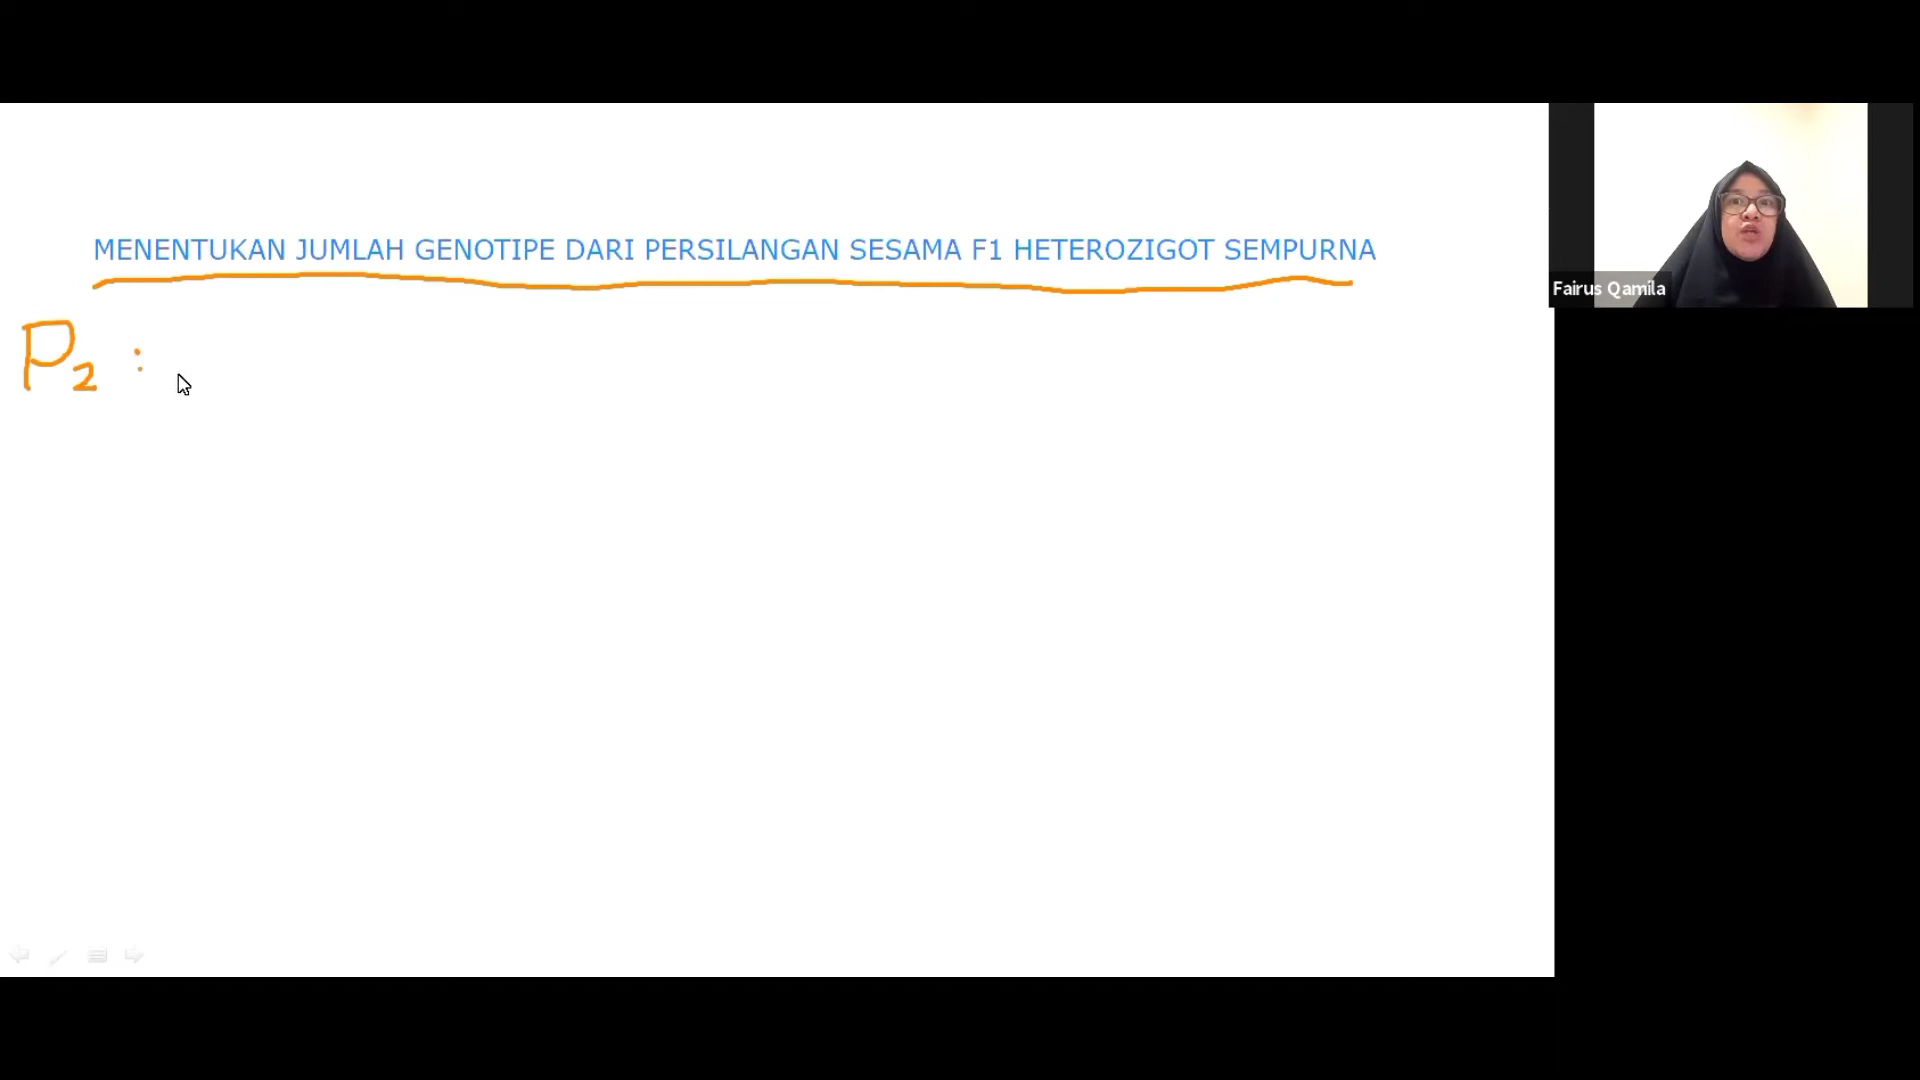 MENENTUKAN JUMLAH GENOTIPE DARI PERSILANGAN SESAMA F1 HETEROZIGOT SEMPURNA
P₂ :
Fairus Qamila